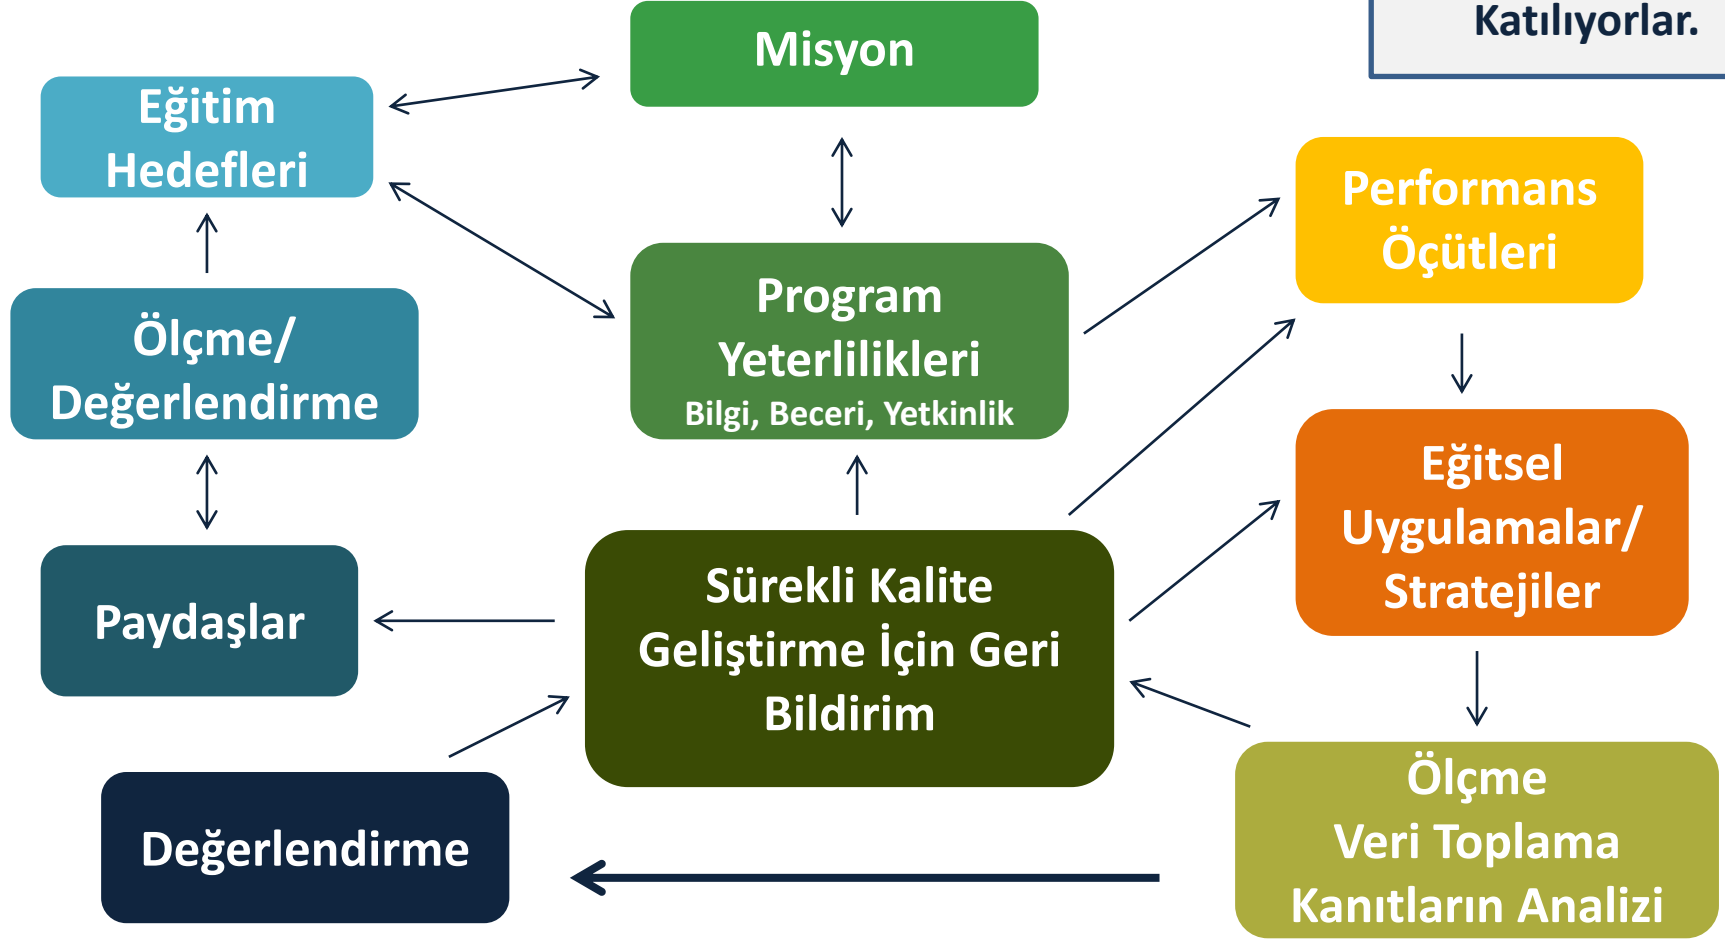 Katılıyorlar.
Misyon
Eğitim
Hedefleri
Performans
Öçütleri
Program
Yeterlilikleri
Bilgi, Beceri, Yetkinlik
Ölçme/
Değerlendirme
Eğitsel
Uygulamalar/
Stratejiler
Paydaşlar
Sürekli Kalite
Geliştirme İçin Geri
Bildirim
Değerlendirme
Ölçme
Veri Toplama
Kanıtların Analizi